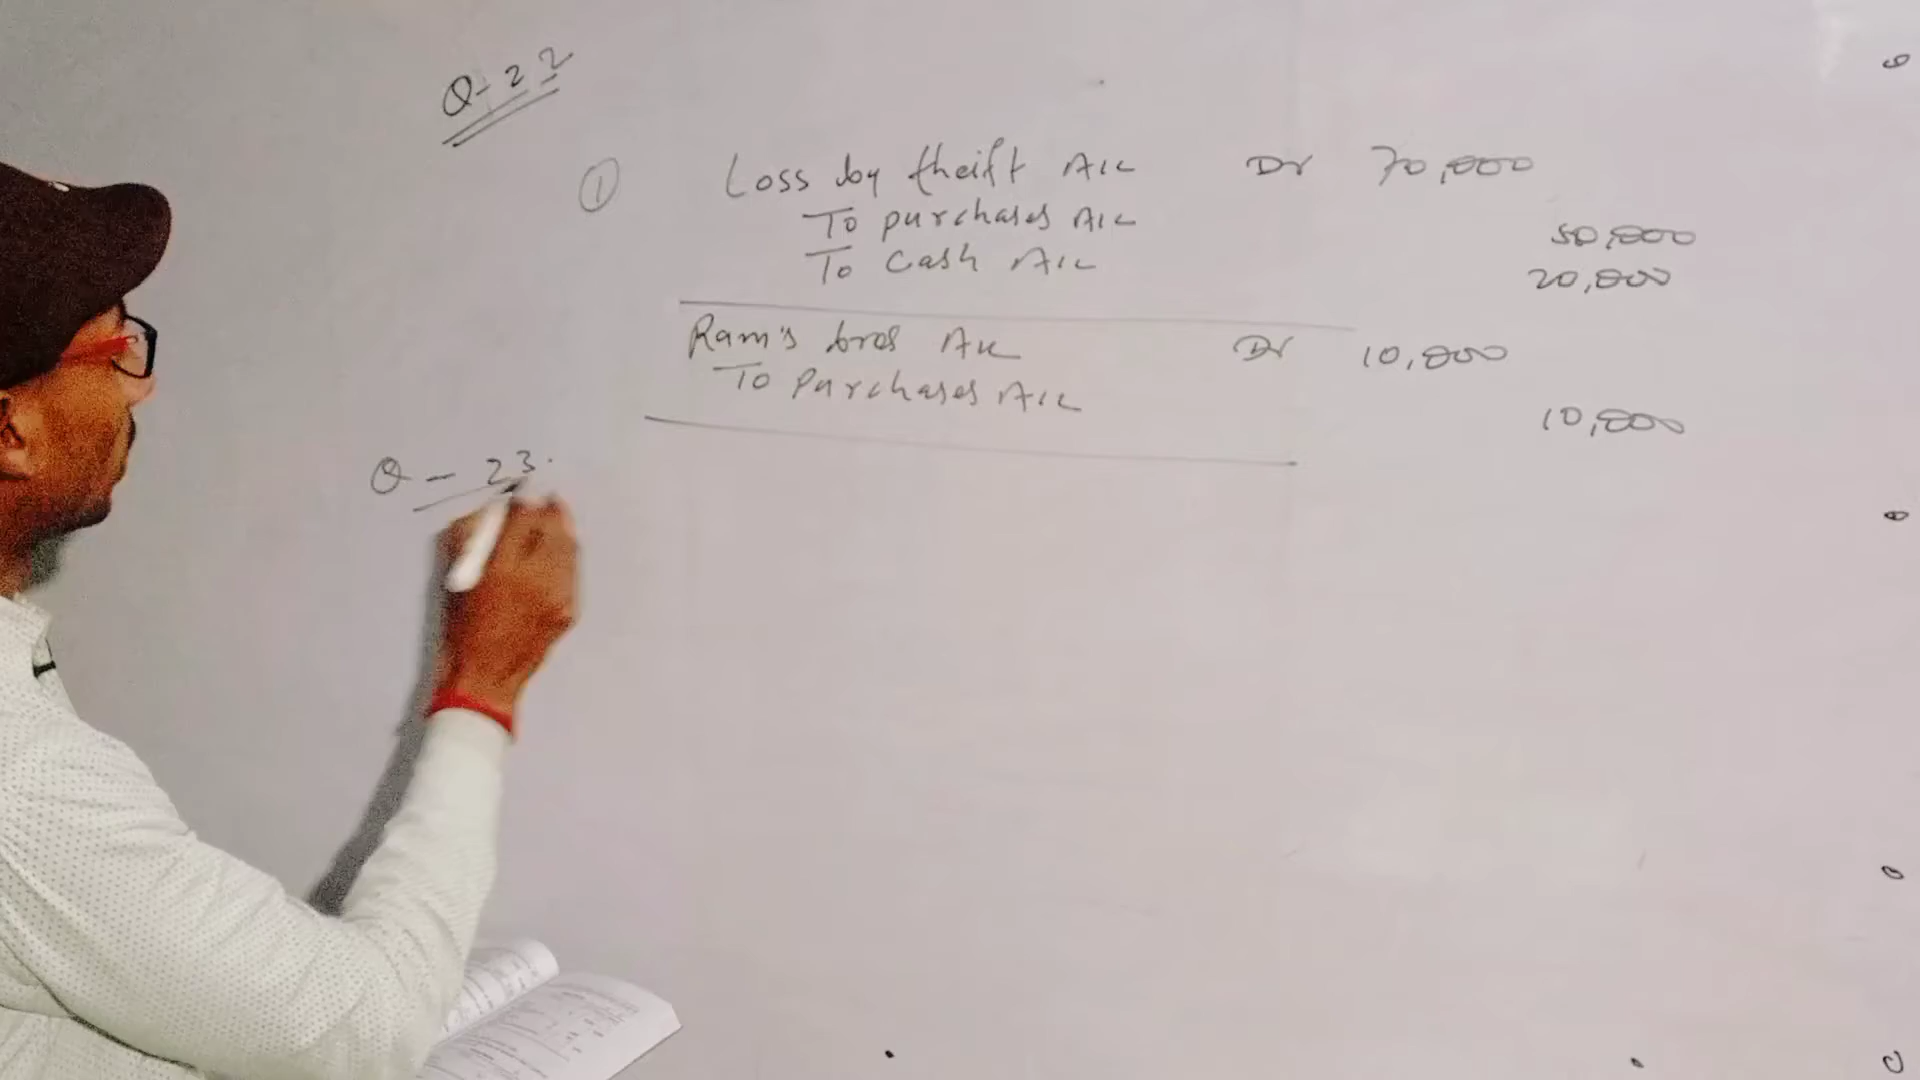 Q-22
① Loss by theift A/c Dr 70,000
To purchases A/c 50,000
To cash A/c 20,000
Ram's bros A/c Dr 10,000
To Purchases A/c 10,000
Q-23.